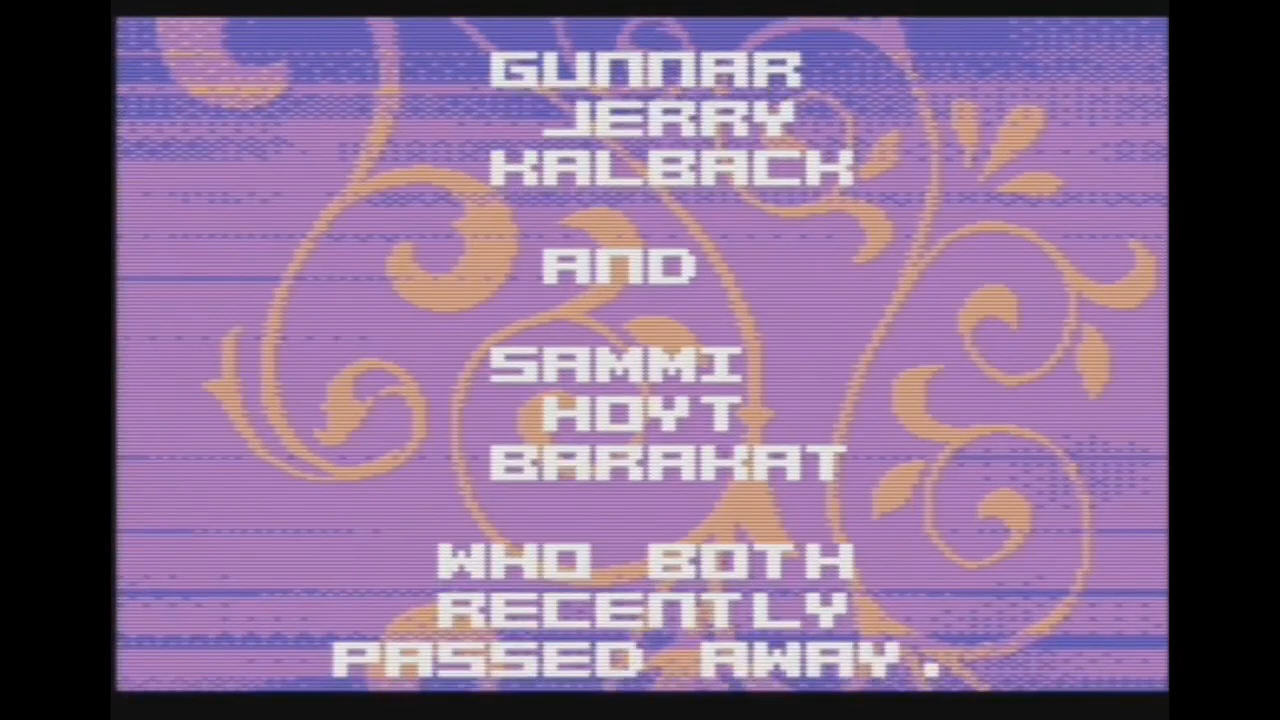 GUNNAR
JERRY
KALBACK
AND
SAMMI
HOYT
BARAKAT
WHO BOTH
RECENTLY
PASSED AWAY.